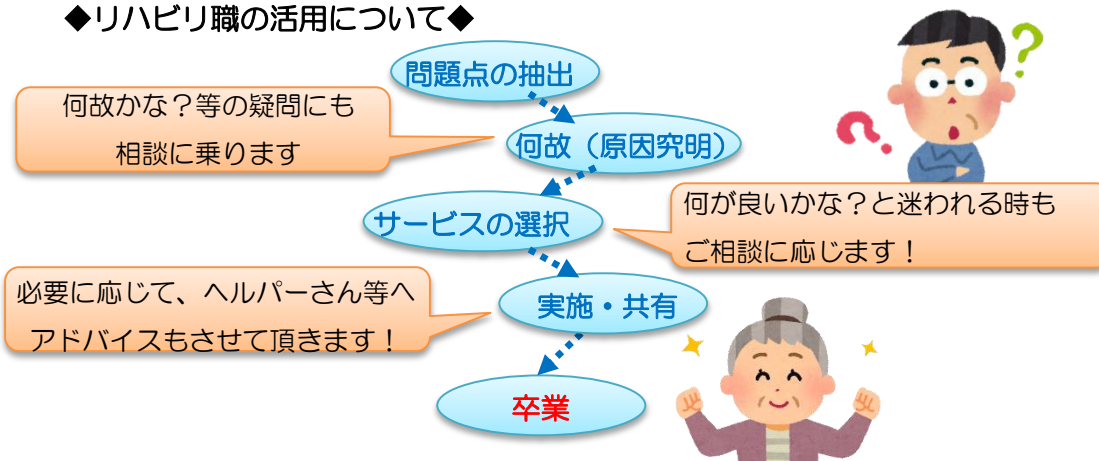 ◆リハビリ職の活用について◆
問題点の抽出
何故かな？等の疑問にも
相談に乗ります
何故（原因究明）
サービスの選択
何が良いかな？と迷われる時も
ご相談に応じます！
必要に応じて、ヘルパーさん等へ
アドバイスもさせて頂きます！
実施・共有
卒業